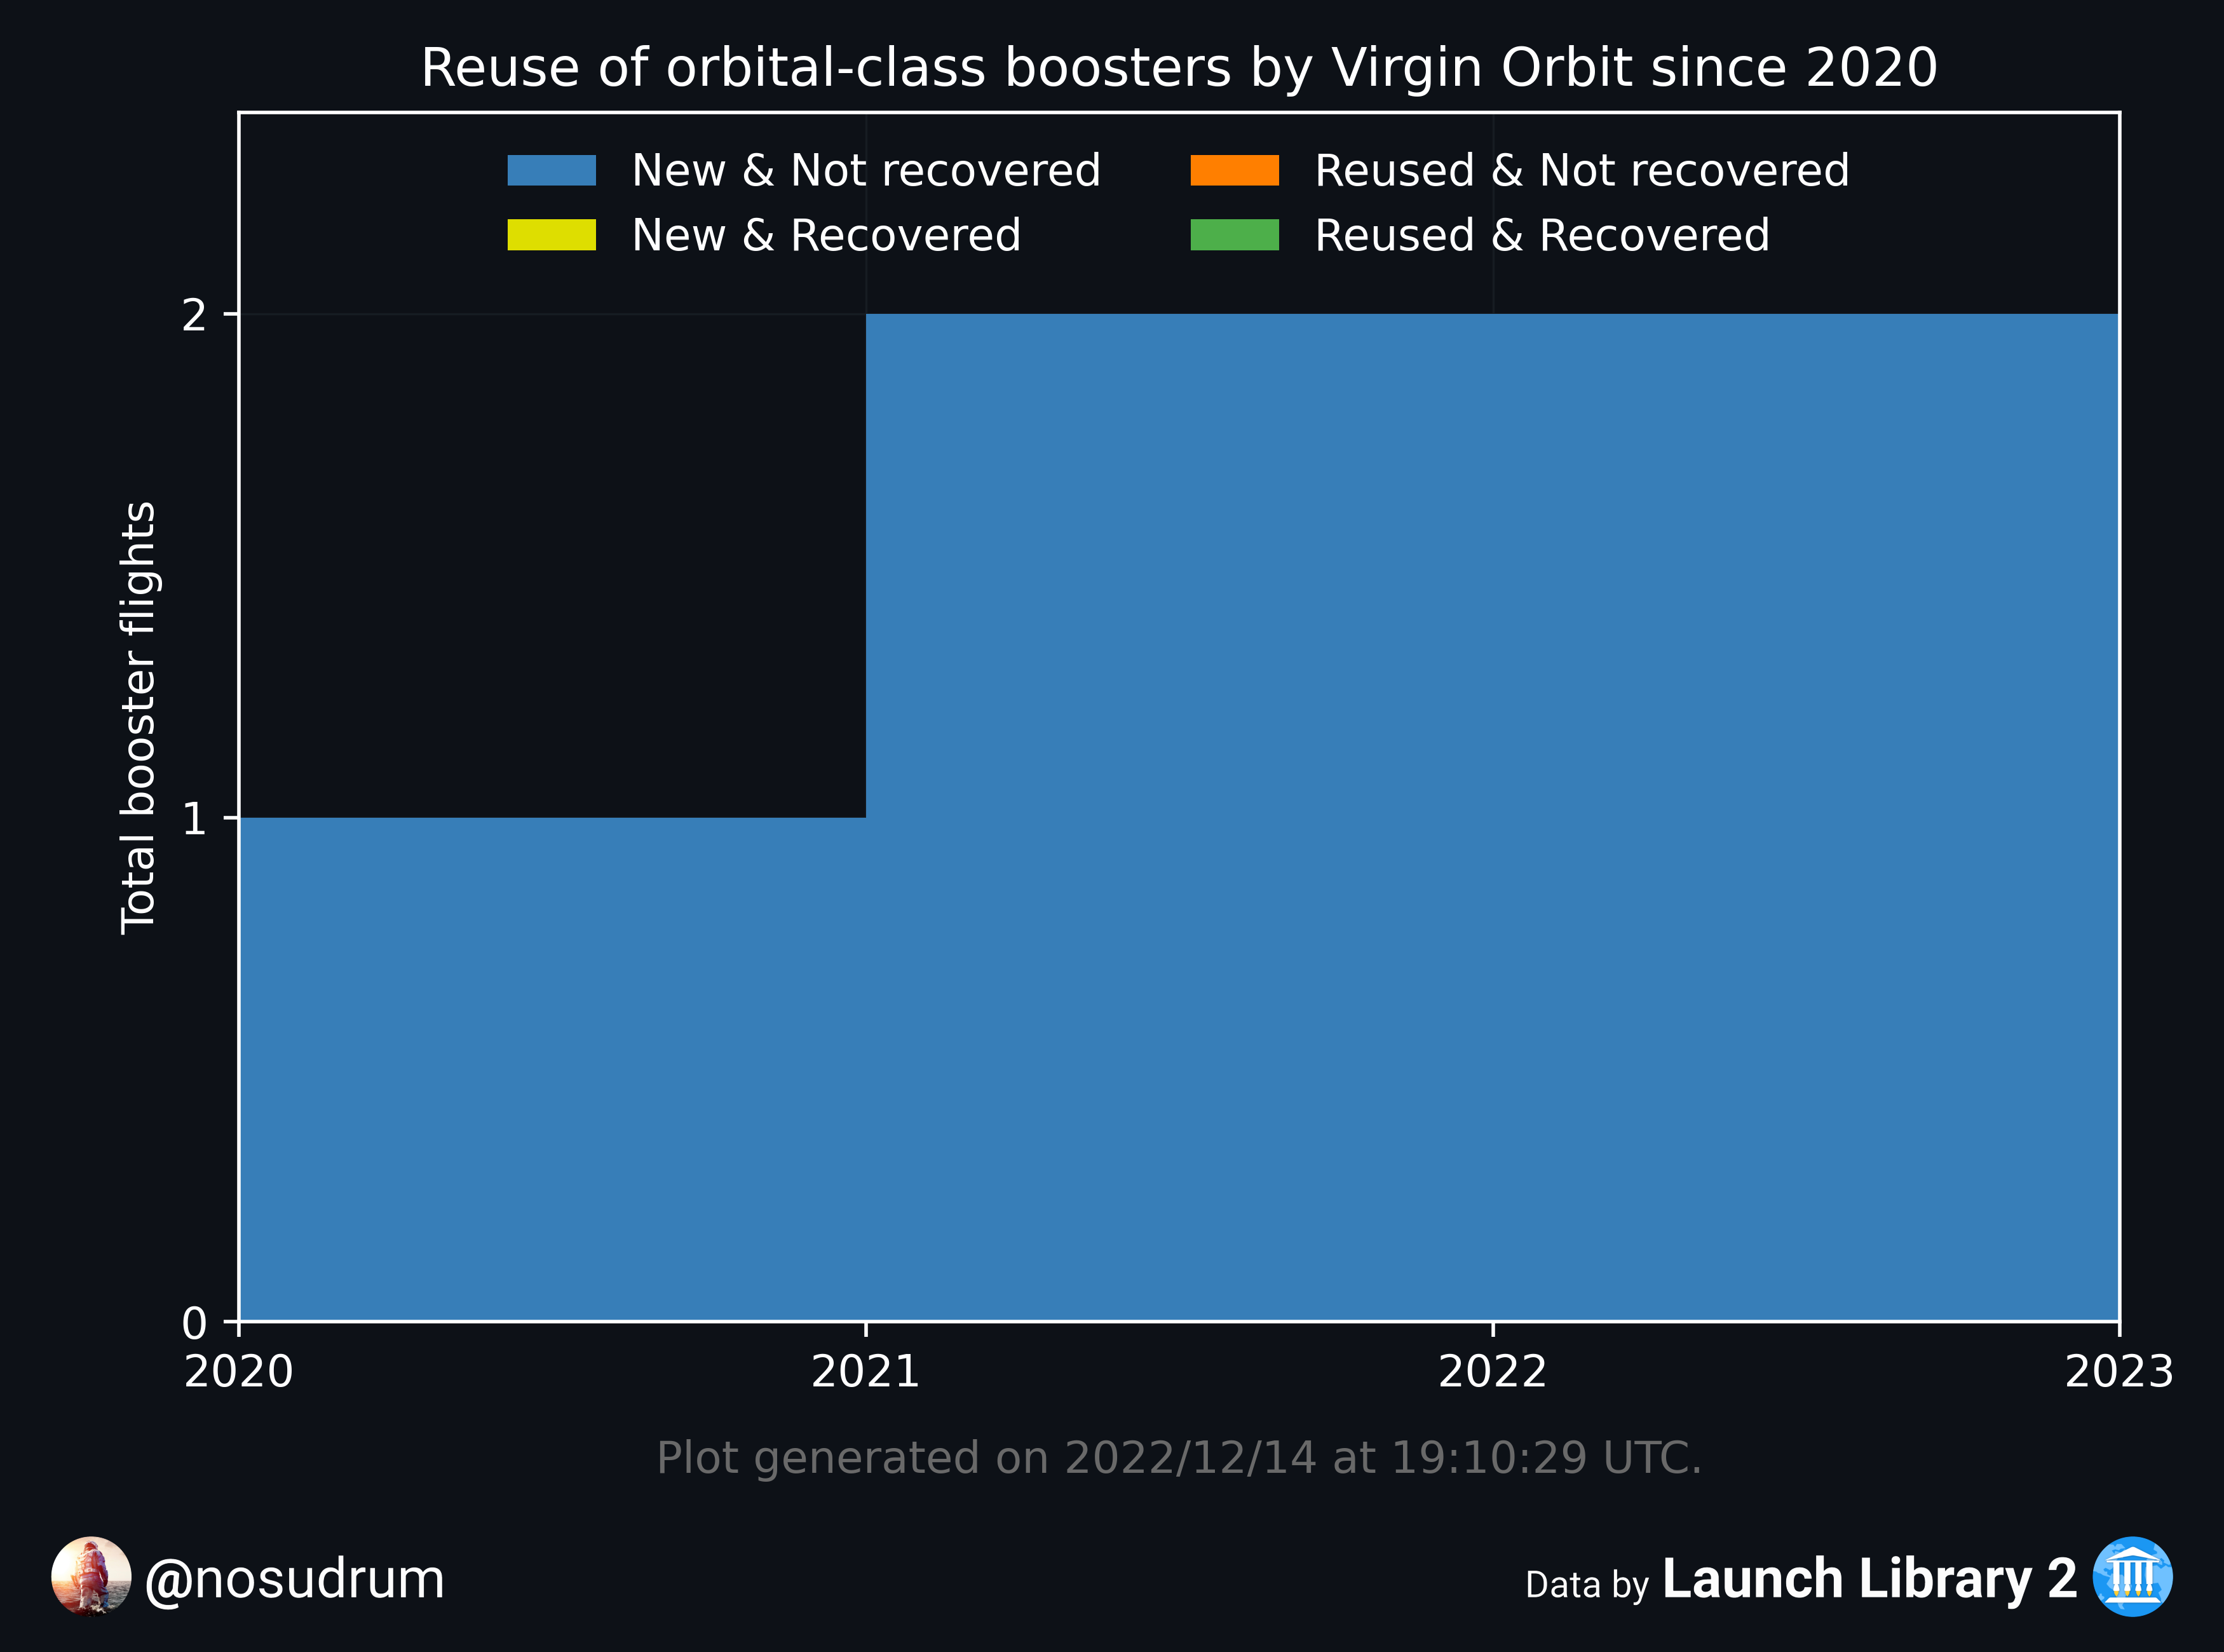 Reuse of orbital-class boosters by Virgin Orbit since 2020
New & Not recovered
New & Recovered
Reused & Not recovered
Reused & Recovered
Total booster flights
2
1
0
2020 2021 2022 2023
Plot generated on 2022/12/14 at 19:10:29 UTC.
@nosudrum
Data by Launch Library 2